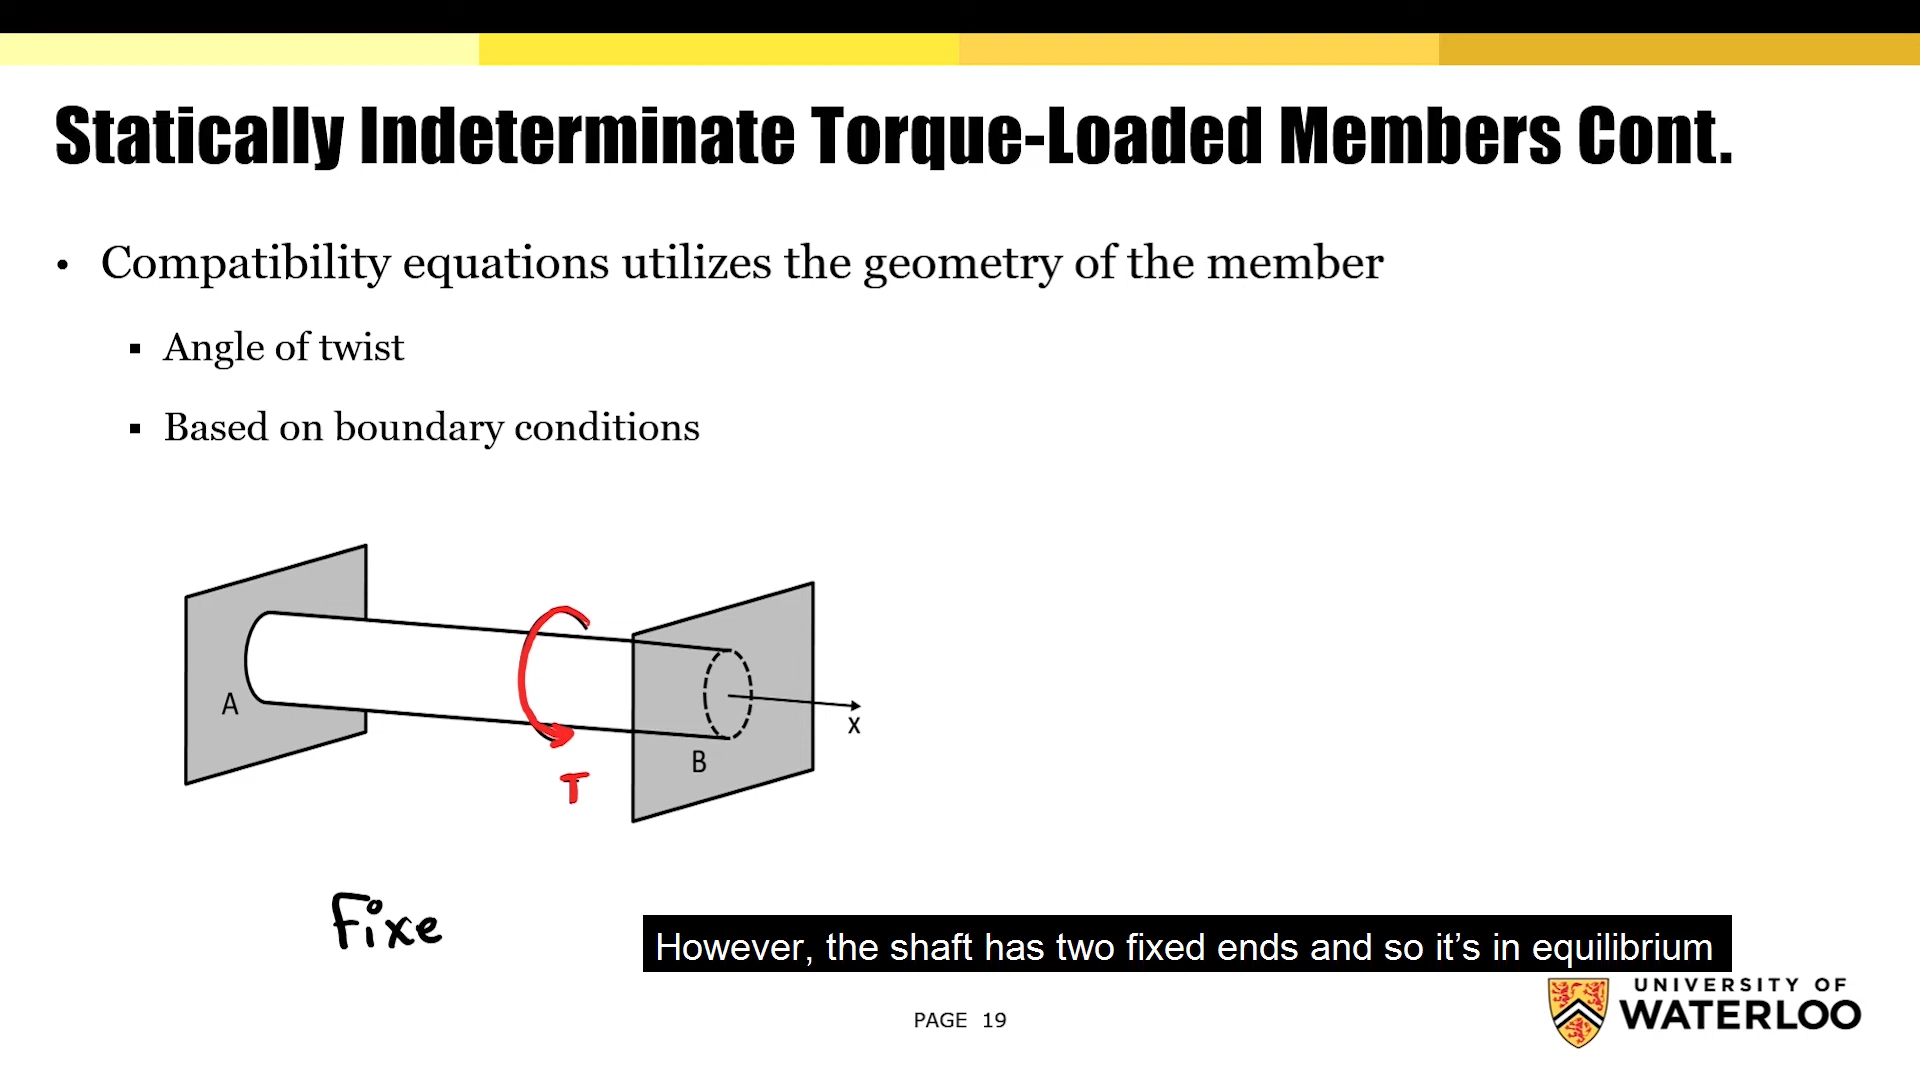 Statically Indeterminate Torque-Loaded Members Cont.
• Compatibility equations utilizes the geometry of the member
▪ Angle of twist
▪ Based on boundary conditions
A
B
x
T
Fixe
However, the shaft has two fixed ends and so it’s in equilibrium
PAGE 19
UNIVERSITY OF
WATERLOO